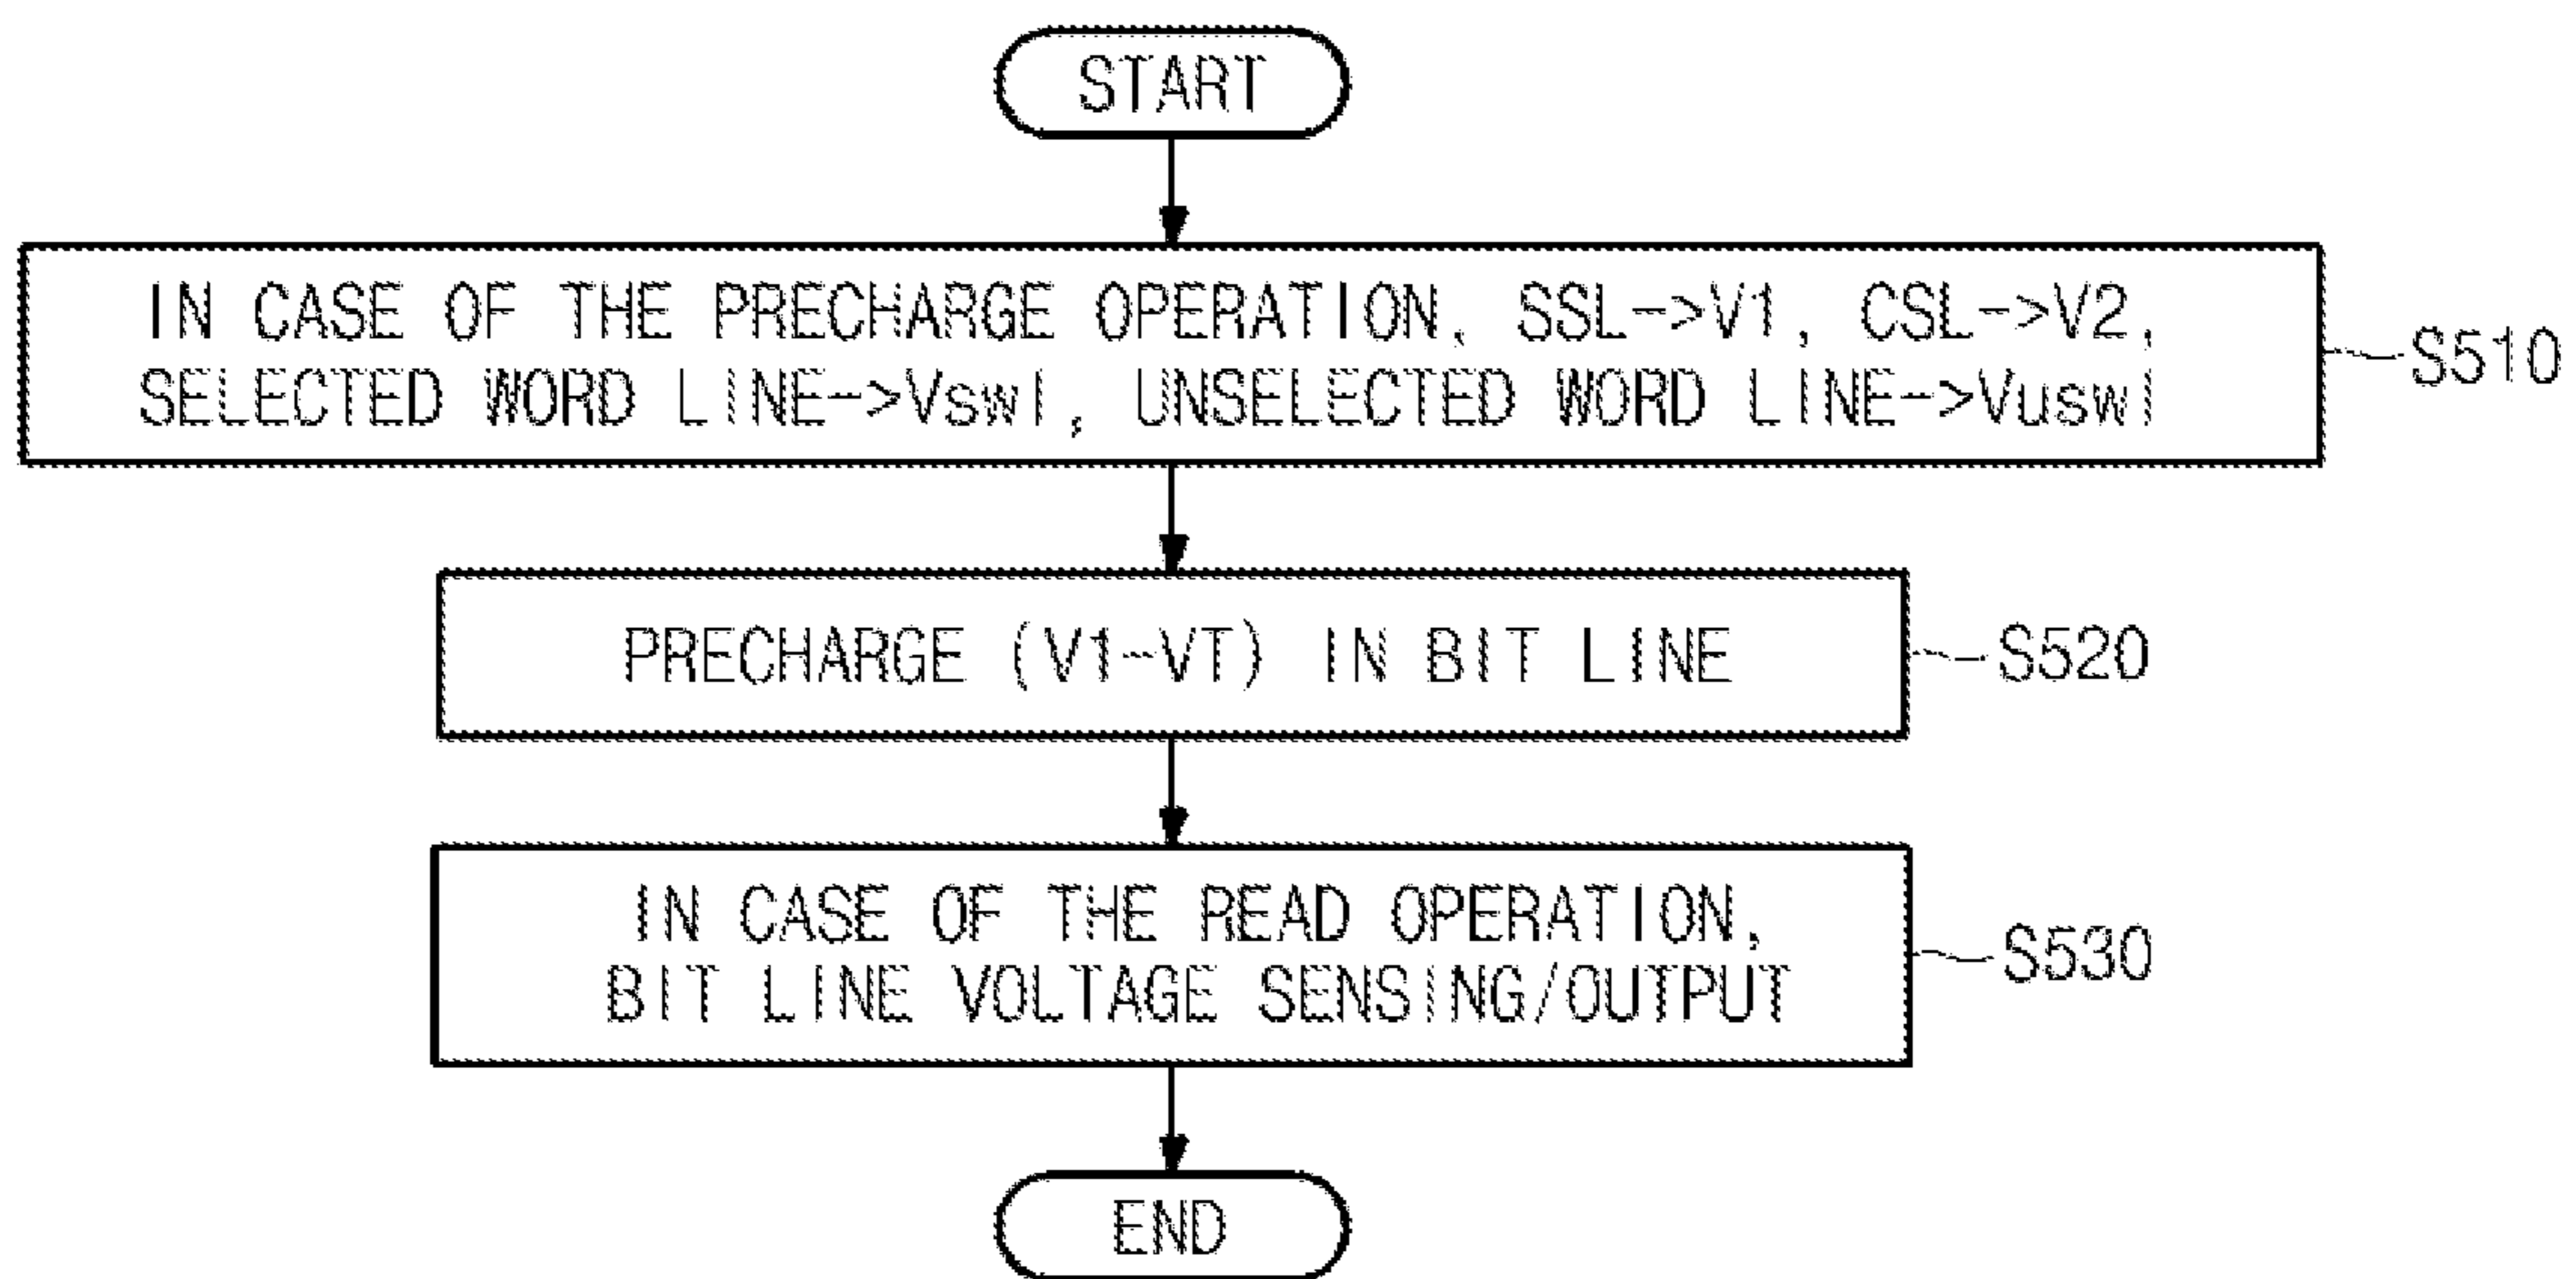 START
IN CASE OF THE PRECHARGE OPERATION, SSL->V1, CSL->V2,
SELECTED WORD LINE->Vswl, UNSELECTED WORD LINE->Vuswl
S510
PRECHARGE (V1-VT) IN BIT LINE
S520
IN CASE OF THE READ OPERATION,
BIT LINE VOLTAGE SENSING/OUTPUT
S530
END